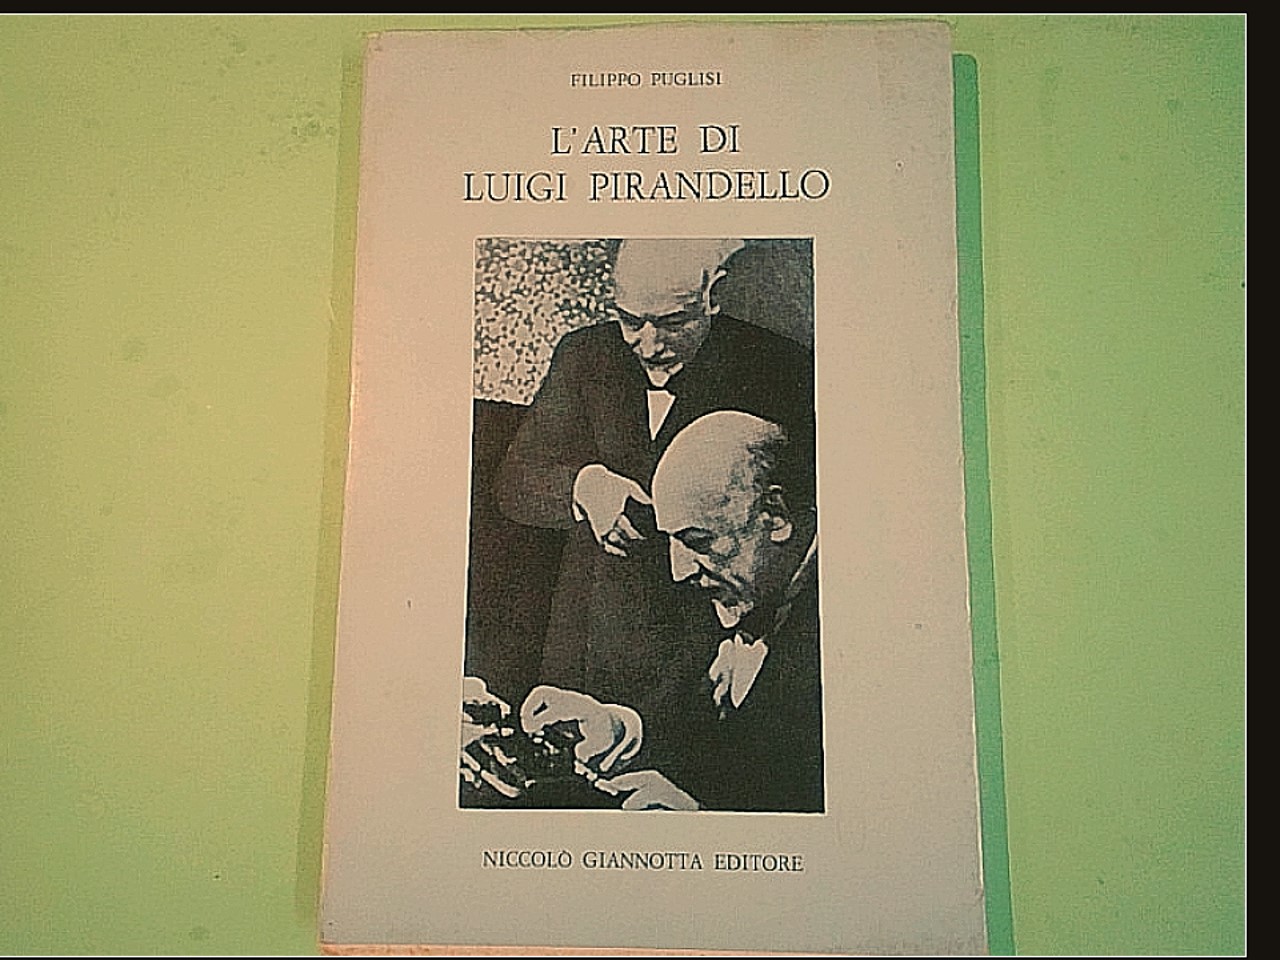 FILIPPO PUGLISI
L'ARTE DI
LUIGI PIRANDELLO
NICCOLÒ GIANNOTTA EDITORE